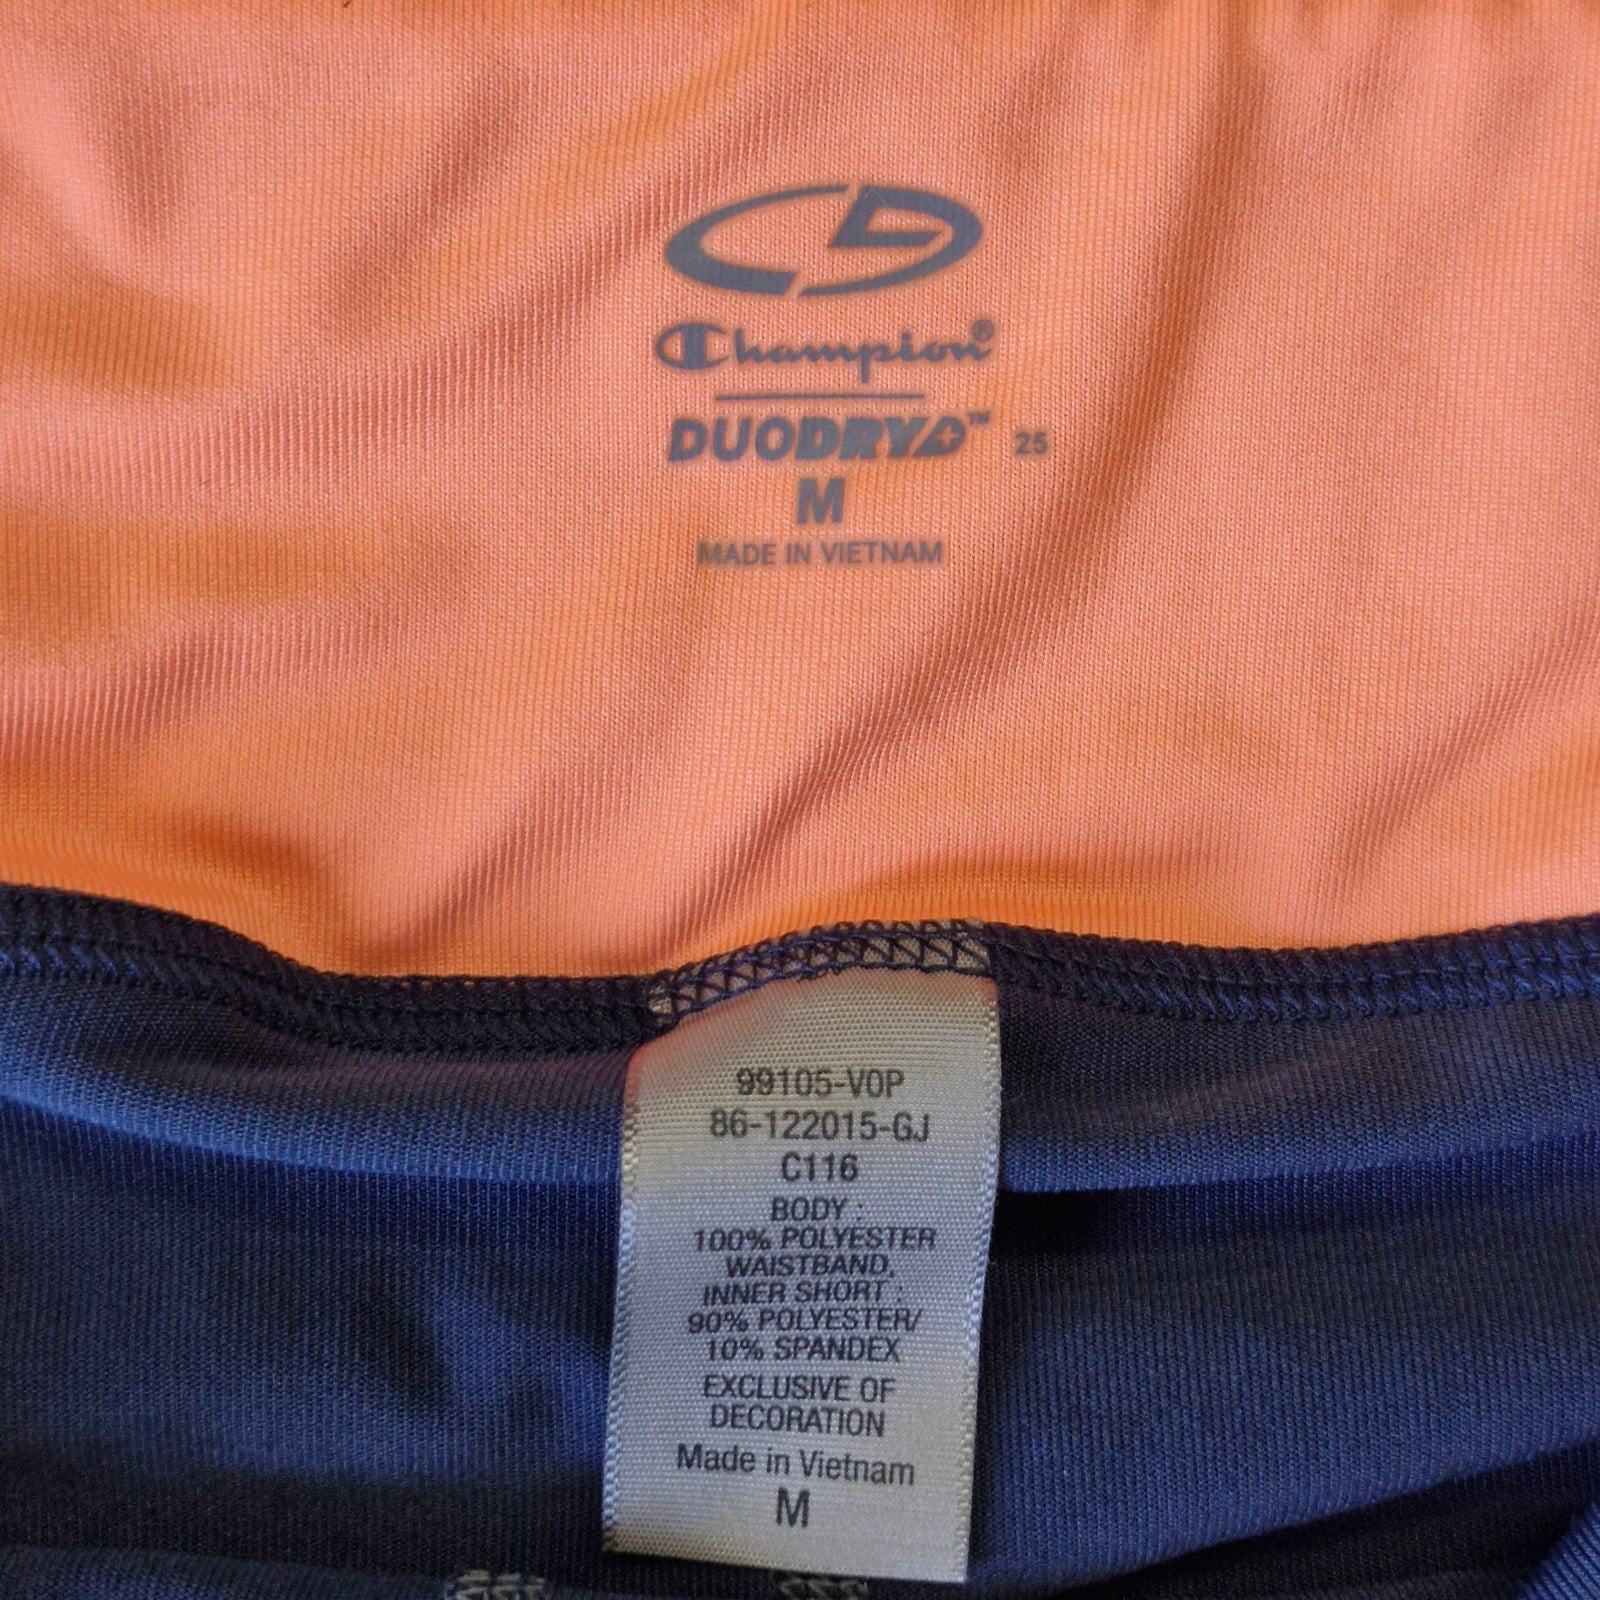 Champion®
DUODRY+™ 25
M
MADE IN VIETNAM
99105-V0P
86-122015-GJ
C116
BODY :
100% POLYESTER
WAISTBAND,
INNER SHORT :
90% POLYESTER/
10% SPANDEX
EXCLUSIVE OF
DECORATION
Made in Vietnam
M